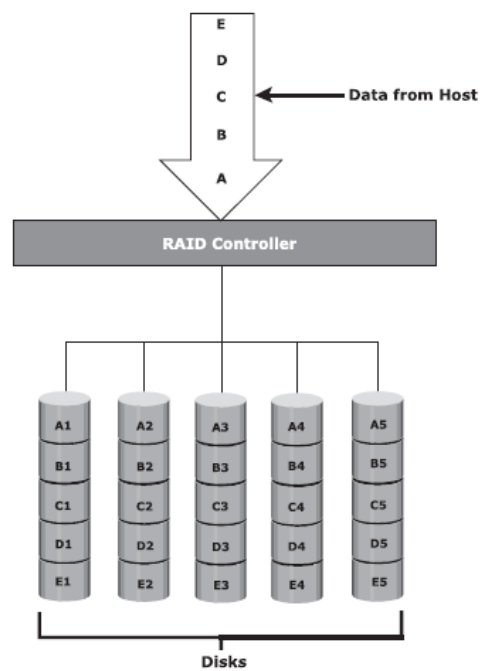 E
D
C
Data from Host
B
A
RAID Controller
A1 A2 A3 A4 A5
B1 B2 B3 B4 B5
C1 C2 C3 C4 C5
D1 D2 D3 D4 D5
E1 E2 E3 E4 E5
Disks